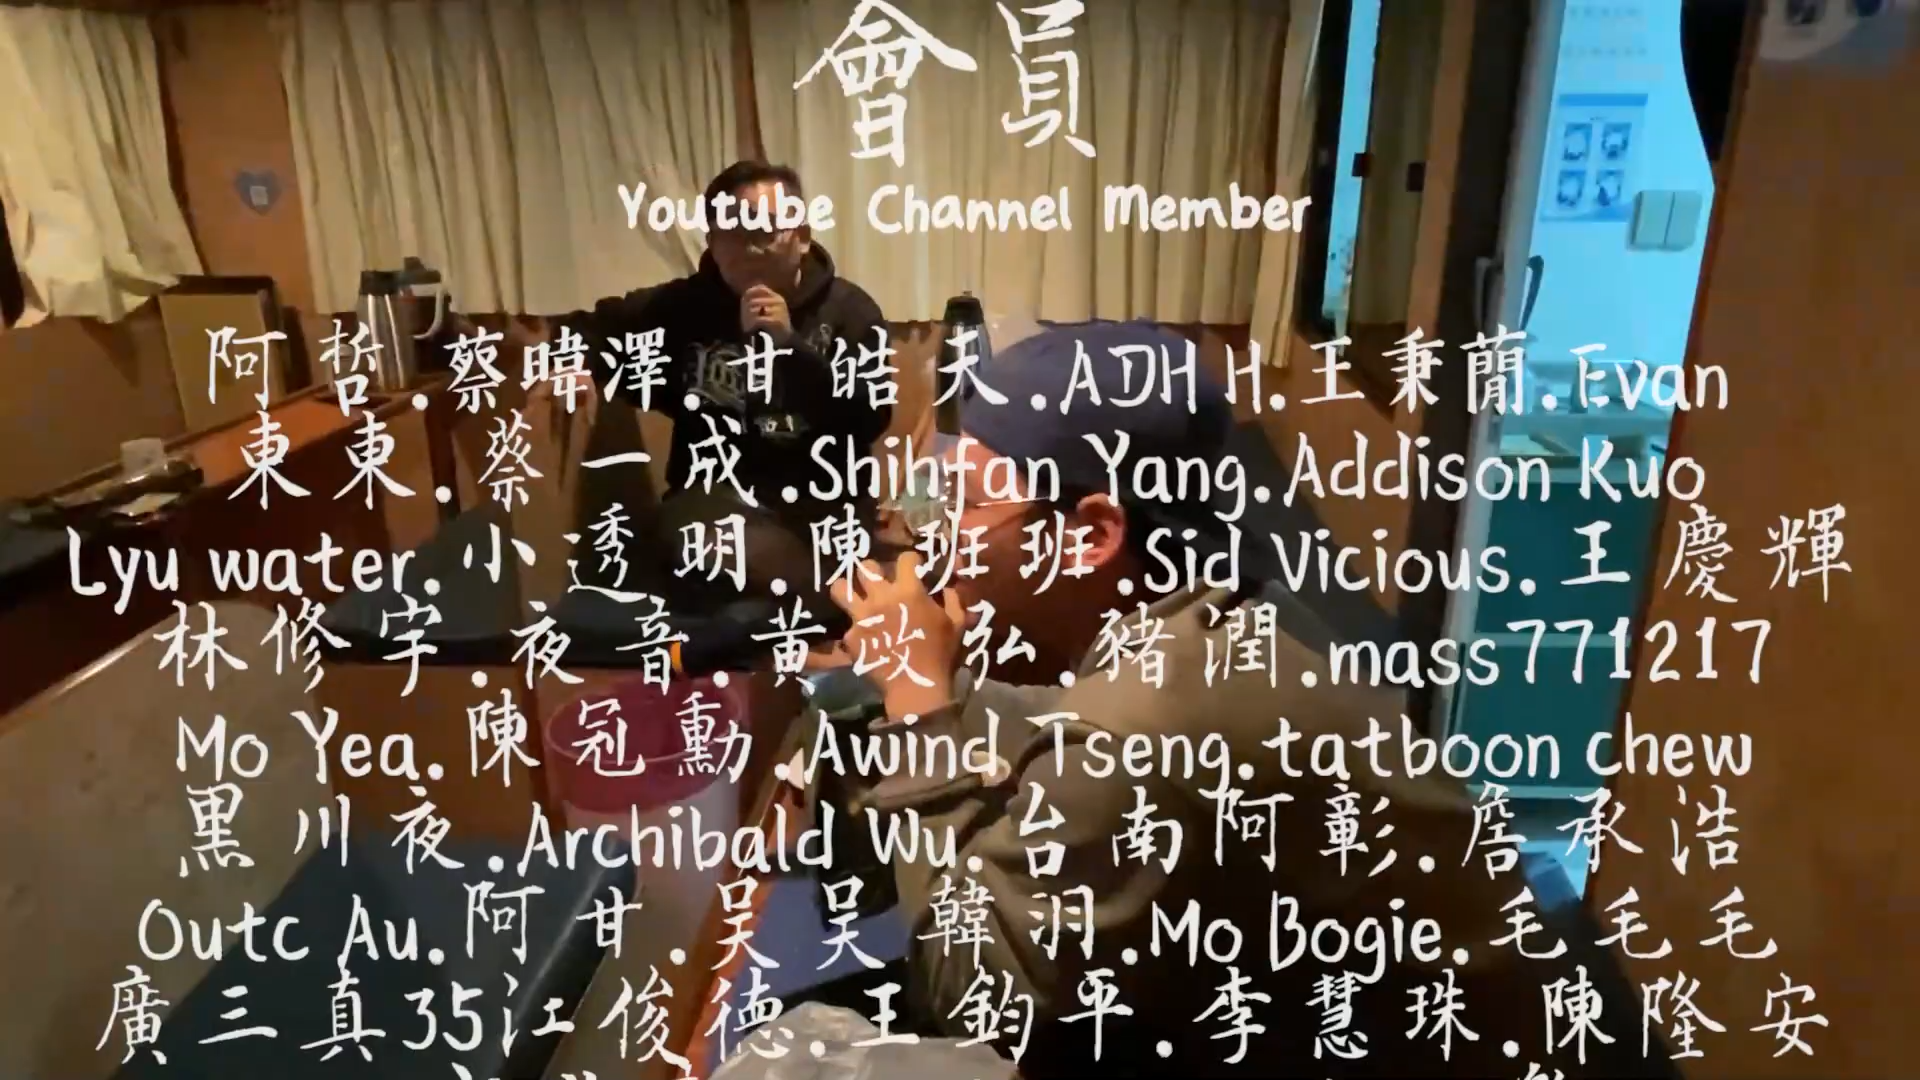 會員
Youtube Channel Member
阿哲.蔡暐澤.甘皓天.ADH H.王秉蕳.Evan
東東.蔡一成.Shihfan Yang.Addison Kuo
Lyu water.小透明.陳班班.Sid Vicious.王慶輝
林修宇.夜音.黃政弘.豬潤.mass771217
Mo Yea.陳冠勳.Awind Tseng.tatboon chew
黑川夜.Archibald Wu.台南阿彰.詹承浩
Outc Au.阿甘.吴吴韓羽.Mo Bogie.毛毛毛
廣三真35江俊德.王鈞平.李慧珠.陳隆安